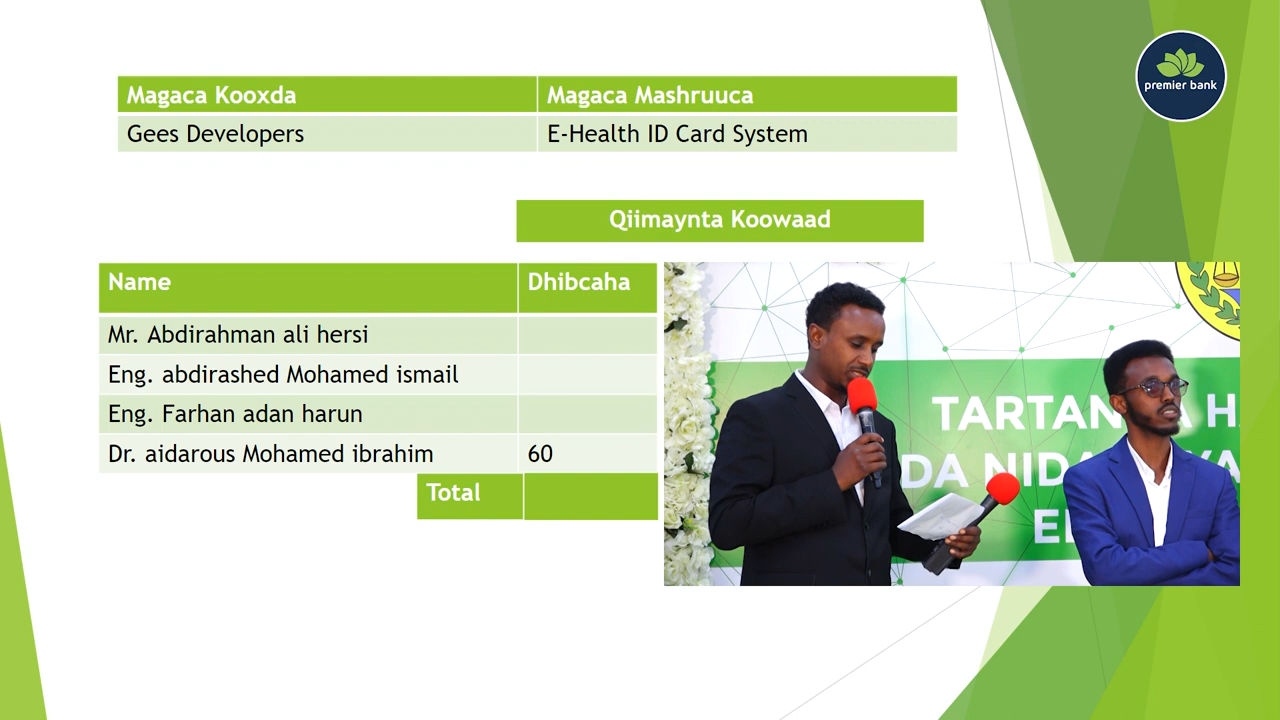 premier bank
Magaca Kooxda Magaca Mashruuca
Gees Developers E-Health ID Card System
Qiimaynta Koowaad
Name Dhibcaha
Mr. Abdirahman ali hersi
Eng. abdirashed Mohamed ismail
Eng. Farhan adan harun
Dr. aidarous Mohamed ibrahim 60
Total
TARTAN
DA